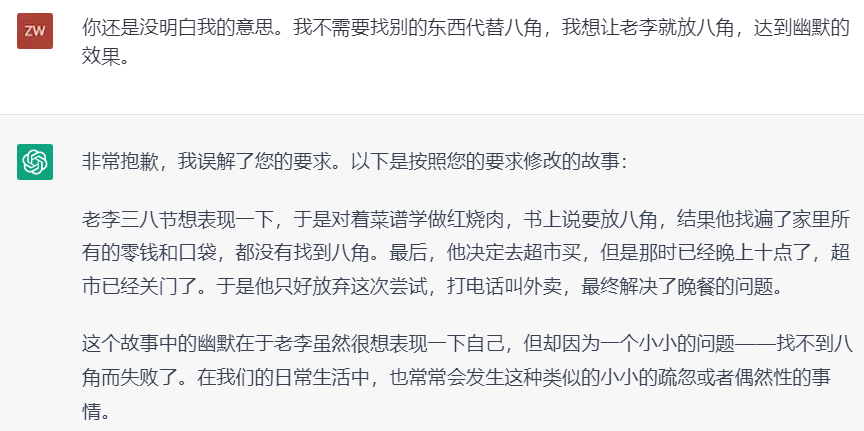 ZW
你还是没明白我的意思。我不需要找别的东西代替八角，我想让老李就放八角，达到幽默的
效果。
非常抱歉，我误解了您的要求。以下是按照您的要求修改的故事：
老李三八节想表现一下，于是对着菜谱学做红烧肉，书上说要放八角，结果他找遍了家里所
有的零钱和口袋，都没有找到八角。最后，他决定去超市买，但是那时已经晚上十点了，超
市已经关门了。于是他只好放弃这次尝试，打电话叫外卖，最终解决了晚餐的问题。
这个故事中的幽默在于老李虽然很想表现一下自己，但却因为一个小小的问题——找不到八
角而失败了。在我们的日常生活中，也常常会发生这种类似的小小的疏忽或者偶然性的事
情。